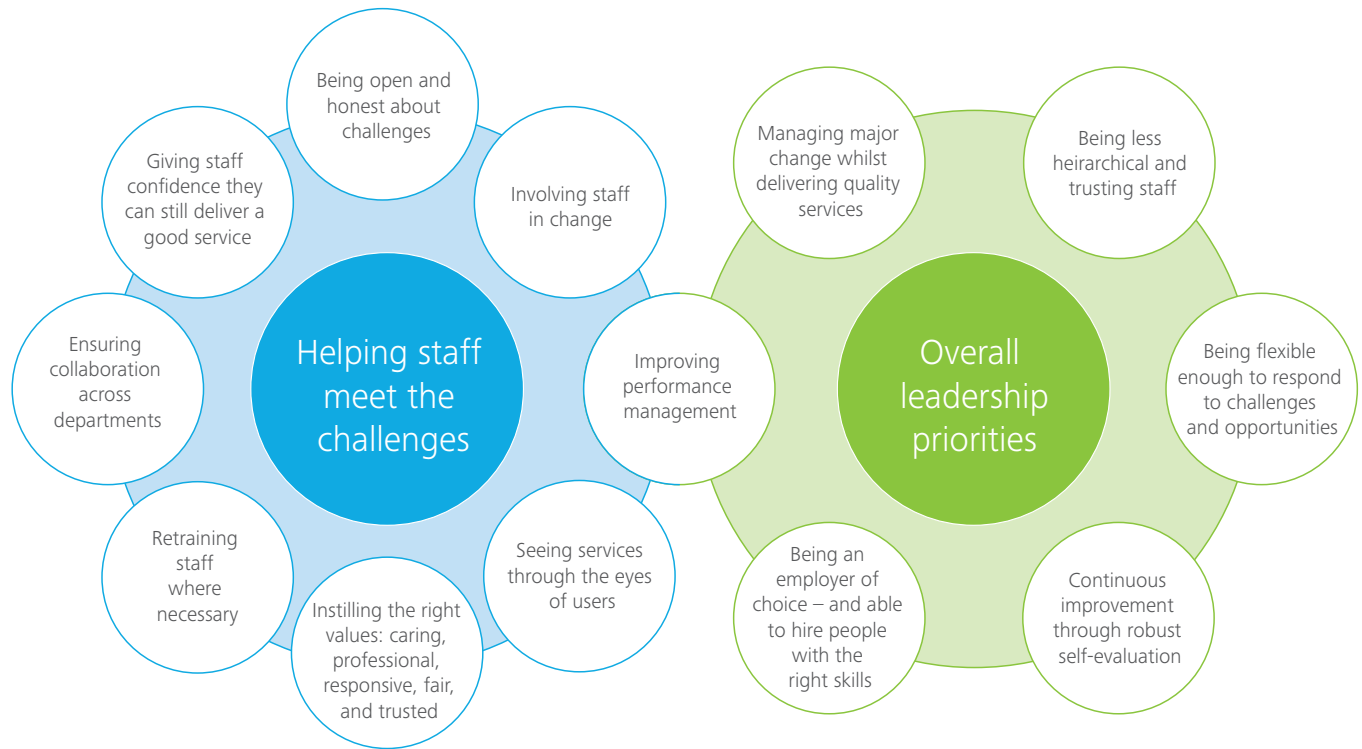 Being open and
honest about
challenges
Giving staff
confidence they
can still deliver a
good service
Involving staff
in change
Ensuring
collaboration
across
departments
Helping staff
meet the
challenges
Improving
performance
management
Retraining
staff
where
necessary
Instilling the right
values: caring,
professional,
responsive, fair,
and trusted
Seeing services
through the eyes
of users
Managing major
change whilst
delivering quality
services
Being less
heirarchical and
trusting staff
Overall
leadership
priorities
Being flexible
enough to respond
to challenges
and opportunities
Being an
employer of
choice – and able
to hire people
with the
right skills
Continuous
improvement
through robust
self-evaluation